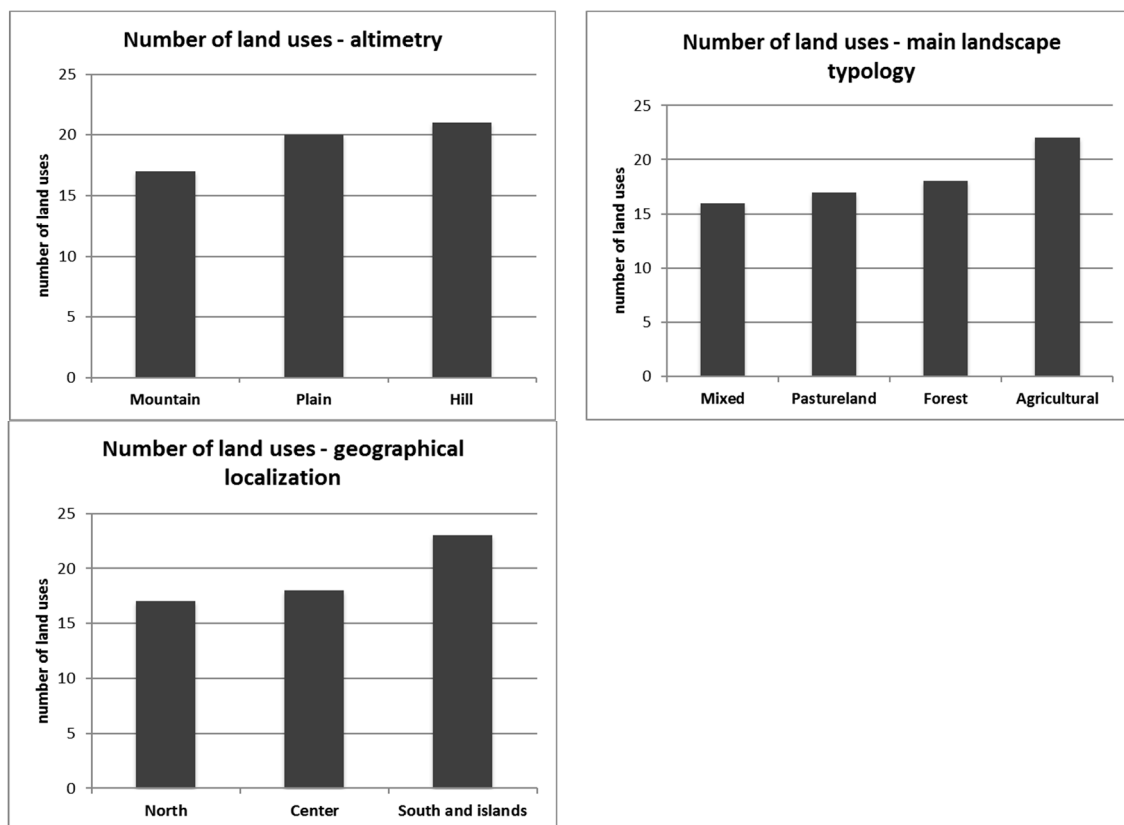 Number of land uses - altimetry
number of land uses
25
20
15
10
5
0
Mountain Plain Hill
Number of land uses - main landscape
typology
number of land uses
25
20
15
10
5
0
Mixed Pastureland Forest Agricultural
Number of land uses - geographical
localization
number of land uses
25
20
15
10
5
0
North Center South and islands